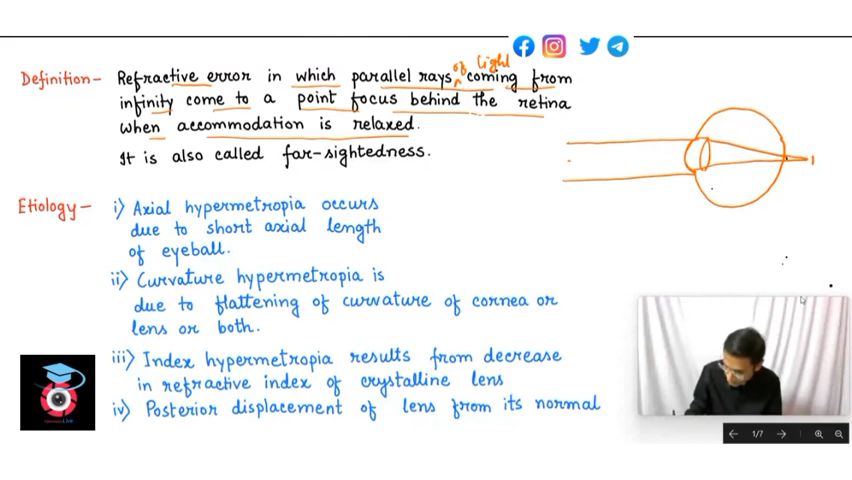 Definition- Refractive error in which parallel rays of light coming from
infinity come to a point focus behind the retina
when accommodation is relaxed.
It is also called far-sightedness.
Etiology- i) Axial hypermetropia occurs
due to short axial length
of eyeball.
ii) Curvature hypermetropia is
due to flattening of curvature of cornea or
lens or both.
iii) Index hypermetropia results from decrease
in refractive index of crystalline lens
iv) Posterior displacement of lens from its normal
1/7